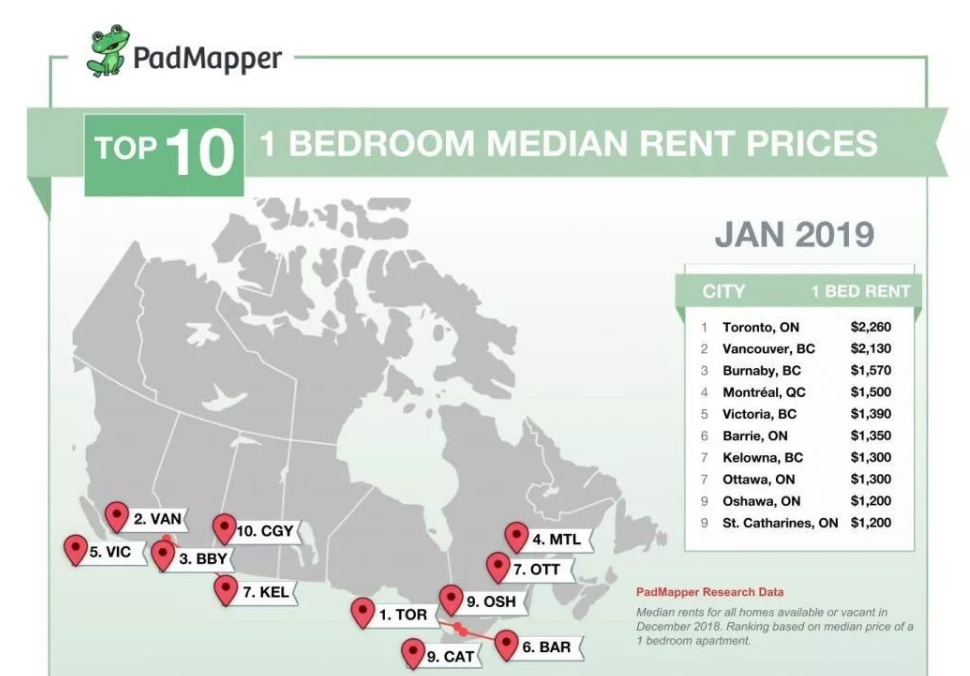 PadMapper
TOP 10
1 BEDROOM MEDIAN RENT PRICES
JAN 2019
CITY 1 BED RENT
1 Toronto, ON $2,260
2 Vancouver, BC $2,130
3 Burnaby, BC $1,570
4 Montréal, QC $1,500
5 Victoria, BC $1,390
6 Barrie, ON $1,350
7 Kelowna, BC $1,300
7 Ottawa, ON $1,300
9 Oshawa, ON $1,200
9 St. Catharines, ON $1,200
2. VAN
10. CGY
5. VIC
3. BBY
7. KEL
4. MTL
7. OTT
9. OSH
1. TOR
6. BAR
9. CAT
PadMapper Research Data
Median rents for all homes available or vacant in
December 2018. Ranking based on median price of a
1 bedroom apartment.